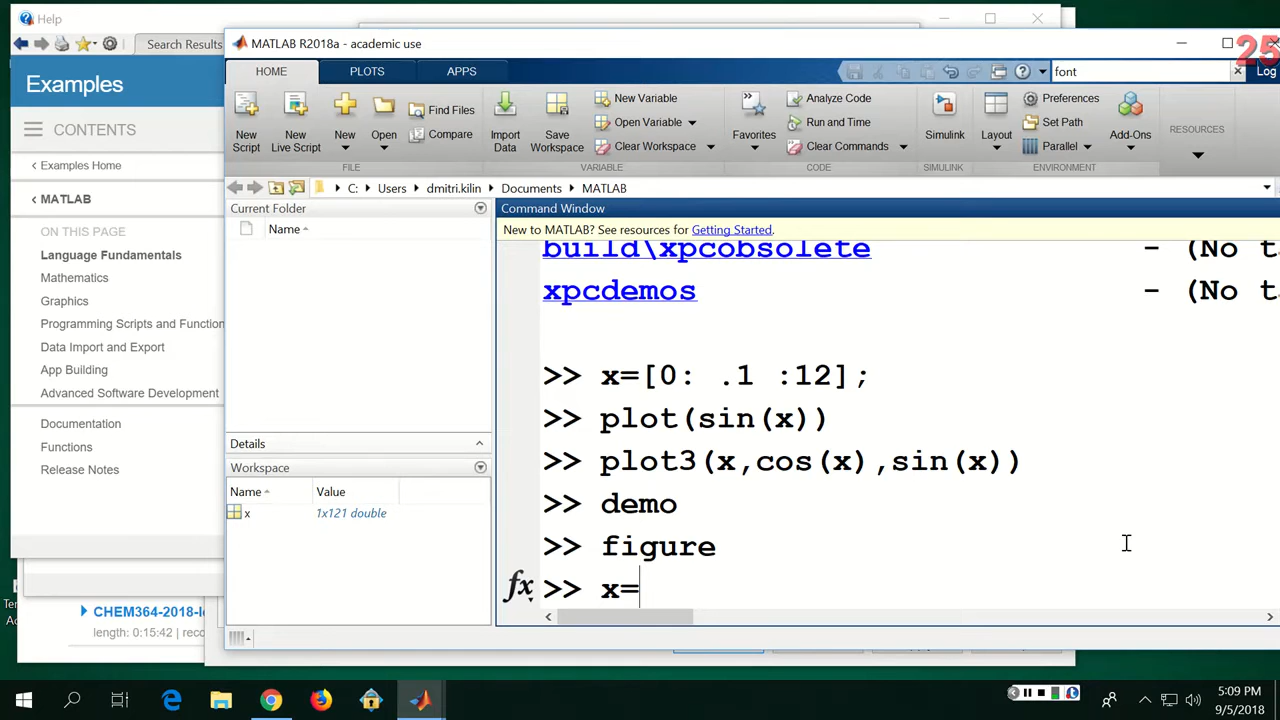 Help
Search Results
Examples
CONTENTS
Examples Home
MATLAB
ON THIS PAGE
Language Fundamentals
Mathematics
Graphics
Programming Scripts and Function
Data Import and Export
App Building
Advanced Software Development
Documentation
Functions
Release Notes
length: 0:15:42 | rec
MATLAB R2018a - academic use
25
HOME PLOTS APPS
font
Log
New Script
New Live Script
New
Open
Find Files
Compare
FILE
Import Data
Save Workspace
New Variable
Open Variable
Clear Workspace
VARIABLE
Favorites
Analyze Code
Run and Time
Clear Commands
CODE
Simulink
SIMULINK
Layout
Preferences
Set Path
Parallel
Add-Ons
ENVIRONMENT
RESOURCES
C: Users dmitri.kilin Documents MATLAB
Current Folder
Name
Details
Workspace
Name Value
x 1x121 double
Command Window
New to MATLAB? See resources for Getting Started.
build\xpcobsolete - (No t
xpcdemos - (No t
>> x=[0: .1 :12];
>> plot(sin(x))
>> plot3(x,cos(x),sin(x))
>> demo
>> figure
fx >> x=
5:09 PM
9/5/2018